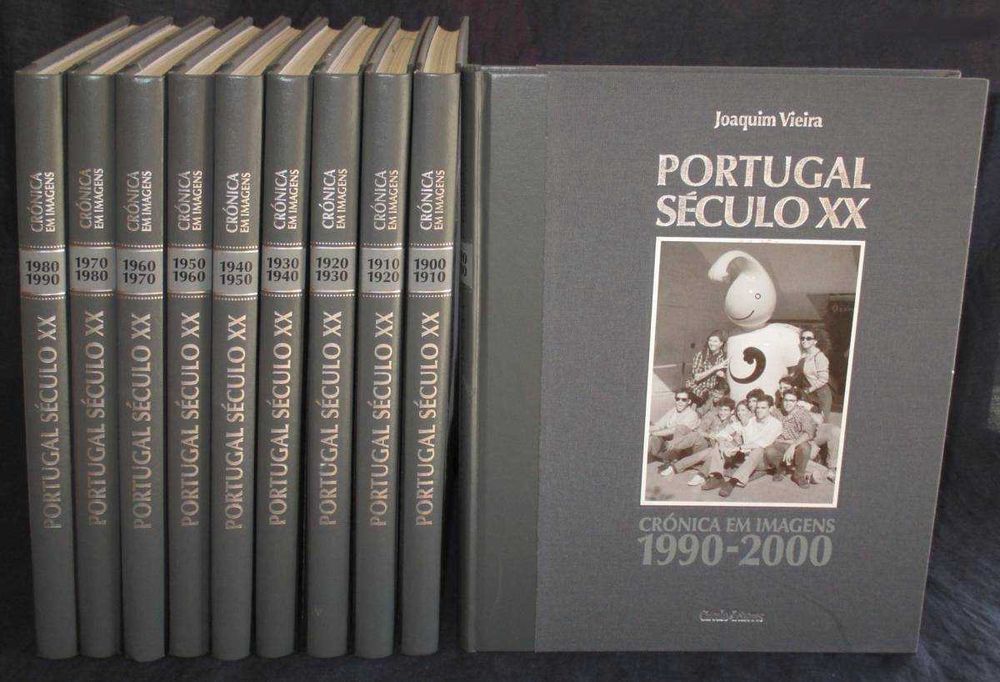 CRÓNICA
EM IMAGENS
1980
1990
PORTUGAL SÉCULO XX
CRÓNICA
EM IMAGENS
1970
1980
PORTUGAL SÉCULO XX
CRÓNICA
EM IMAGENS
1960
1970
PORTUGAL SÉCULO XX
CRÓNICA
EM IMAGENS
1950
1960
PORTUGAL SÉCULO XX
CRÓNICA
EM IMAGENS
1940
1950
PORTUGAL SÉCULO XX
CRÓNICA
EM IMAGENS
1930
1940
PORTUGAL SÉCULO XX
CRÓNICA
EM IMAGENS
1920
1930
PORTUGAL SÉCULO XX
CRÓNICA
EM IMAGENS
1910
1920
PORTUGAL SÉCULO XX
CRÓNICA
EM IMAGENS
1900
1910
PORTUGAL SÉCULO XX
Joaquim Vieira
PORTUGAL
SÉCULO XX
CRÓNICA EM IMAGENS
1990-2000